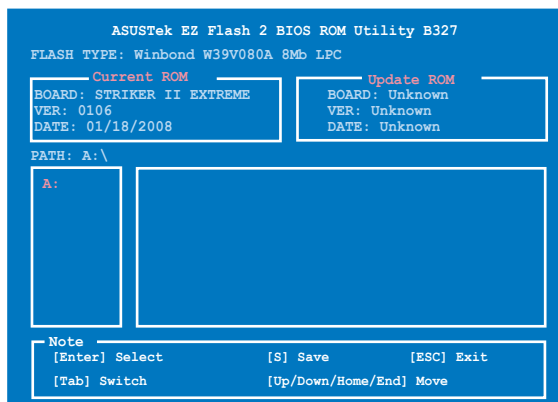 ASUSTek EZ Flash 2 BIOS ROM Utility B327
FLASH TYPE: Winbond W39V080A 8Mb LPC
Current ROM
BOARD: STRIKER II EXTREME
VER: 0106
DATE: 01/18/2008
Update ROM
BOARD: Unknown
VER: Unknown
DATE: Unknown
PATH: A:\
A:
Note
[Enter] Select [S] Save [ESC] Exit
[Tab] Switch [Up/Down/Home/End] Move